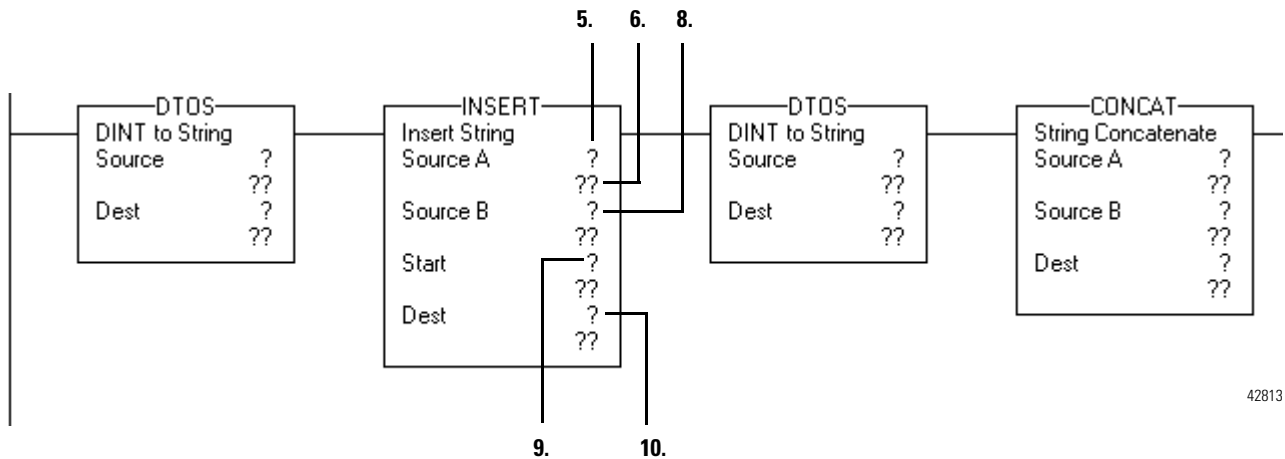 5. 6. 8.
DTOS
DINT to String
Source ?
??
Dest ?
??
INSERT
Insert String
Source A ?
??
Source B ?
??
Start ?
??
Dest ?
??
DTOS
DINT to String
Source ?
??
Dest ?
??
CONCAT
String Concatenate
Source A ?
??
Source B ?
??
Dest ?
??
42813
9. 10.